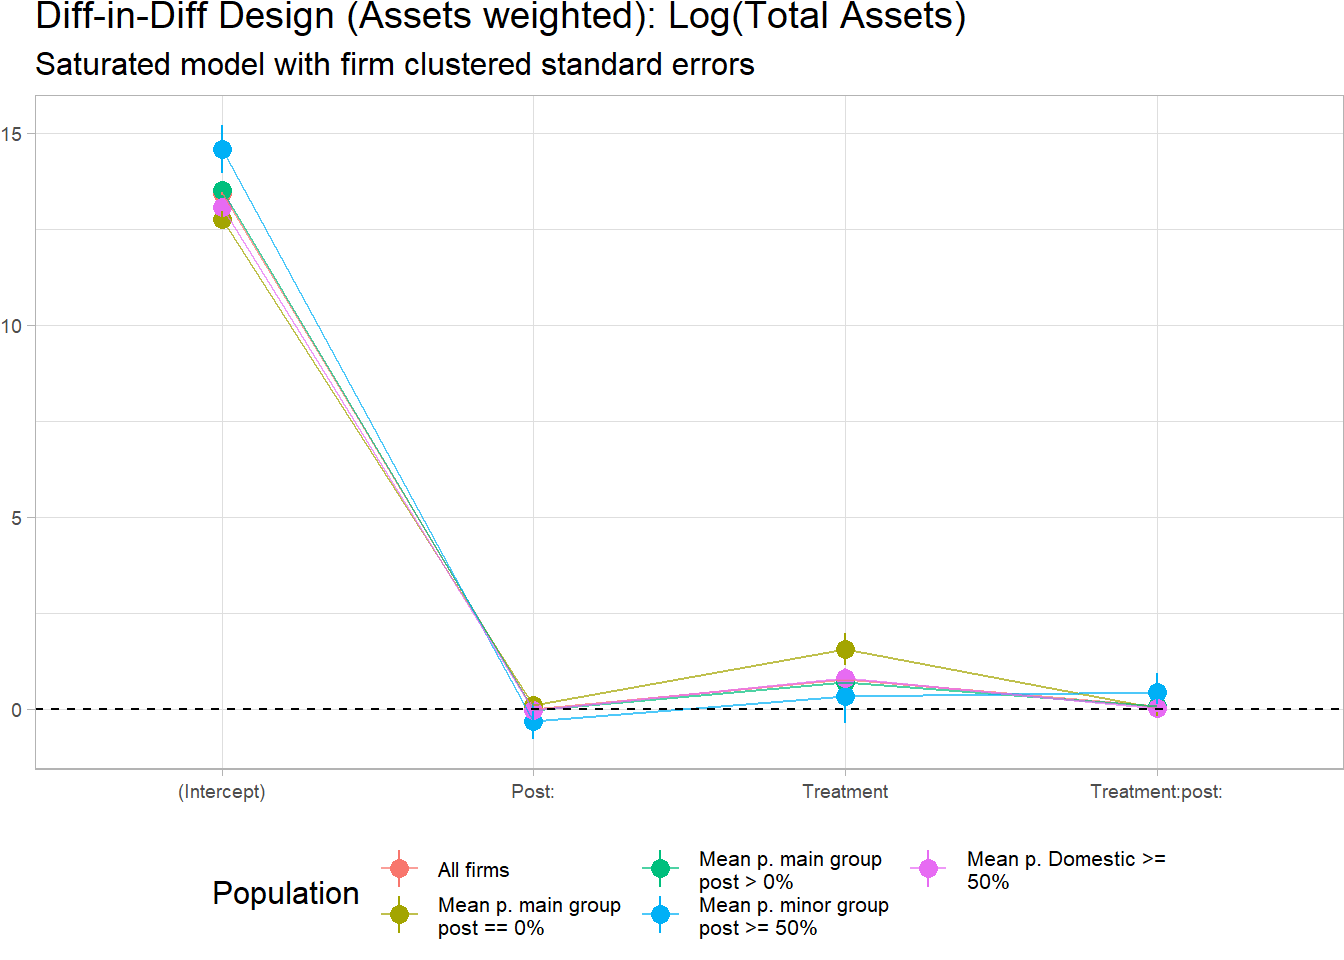 Diff-in-Diff Design (Assets weighted): Log(Total Assets)
Saturated model with firm clustered standard errors
15
10
5
0
(Intercept)
Post:
Treatment
Treatment:post:
Population
All firms
Mean p. main group
post == 0%
Mean p. main group
post > 0%
Mean p. minor group
post >= 50%
Mean p. Domestic >=
50%